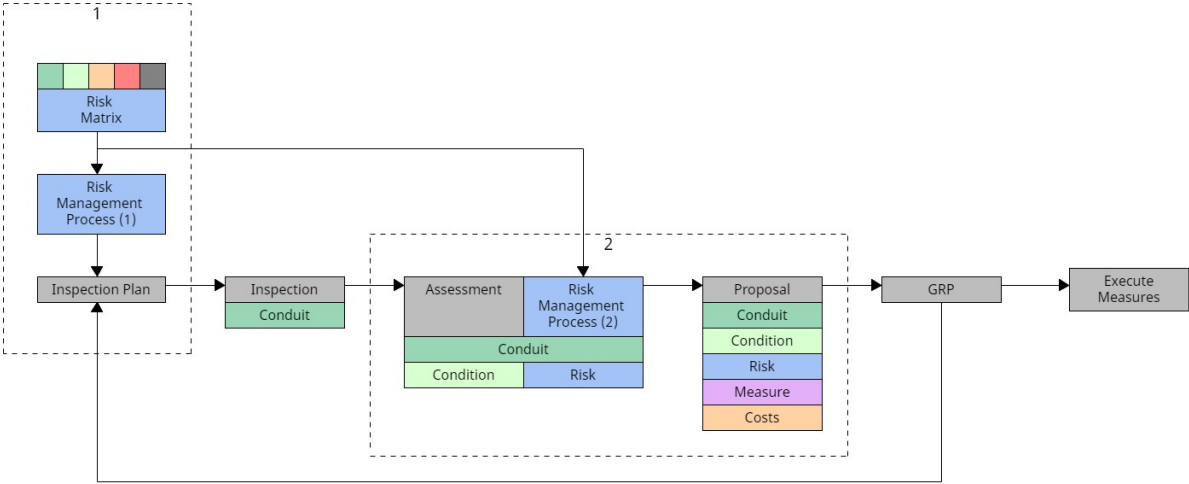 1
Risk
Matrix
Risk
Management
Process (1)
Inspection Plan
Inspection
Conduit
2
Assessment
Risk
Management
Process (2)
Conduit
Condition
Risk
Proposal
Conduit
Condition
Risk
Measure
Costs
GRP
Execute
Measures